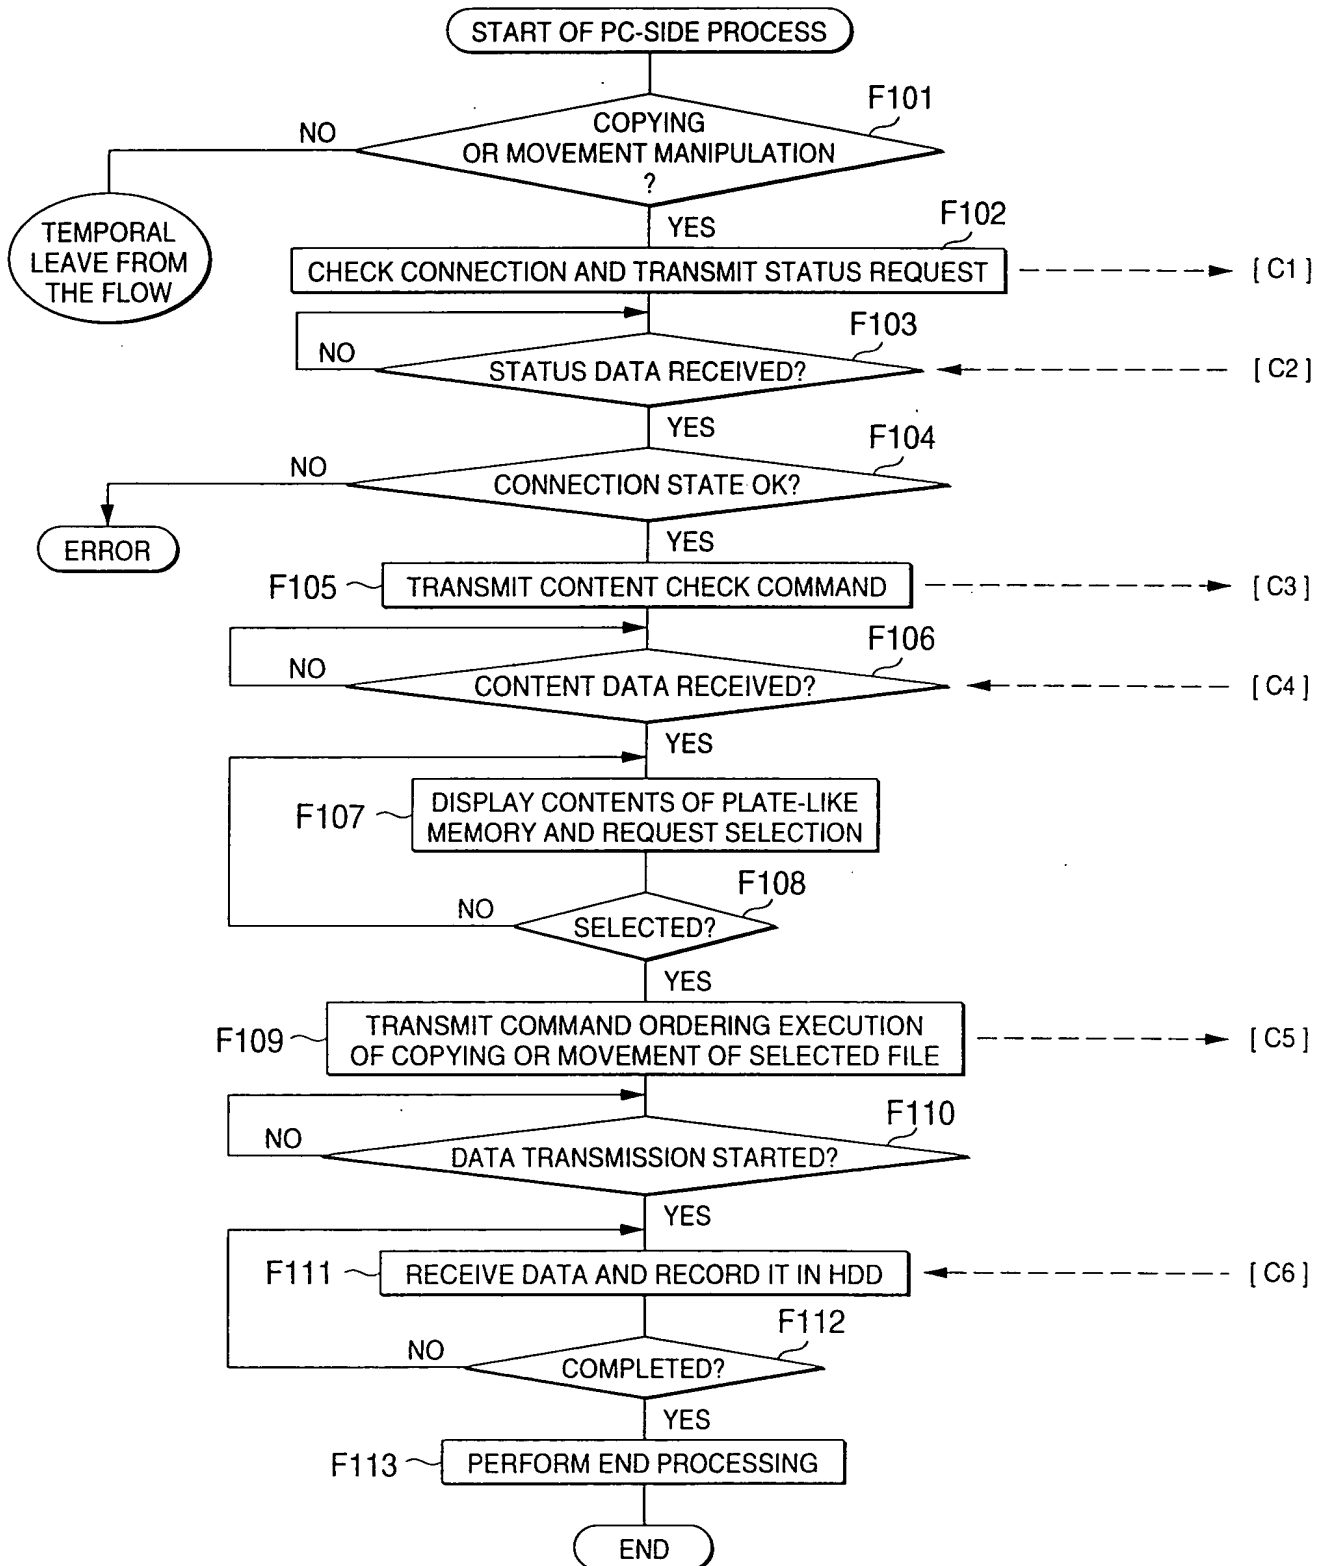 START OF PC-SIDE PROCESS
F101
NO
COPYING
OR MOVEMENT MANIPULATION
?
YES
F102
TEMPORAL
LEAVE FROM
THE FLOW
CHECK CONNECTION AND TRANSMIT STATUS REQUEST
[ C1 ]
F103
NO
STATUS DATA RECEIVED?
[ C2 ]
YES
F104
NO
CONNECTION STATE OK?
ERROR
YES
F105
TRANSMIT CONTENT CHECK COMMAND
[ C3 ]
F106
NO
CONTENT DATA RECEIVED?
[ C4 ]
YES
F107
DISPLAY CONTENTS OF PLATE-LIKE
MEMORY AND REQUEST SELECTION
F108
NO
SELECTED?
YES
F109
TRANSMIT COMMAND ORDERING EXECUTION
OF COPYING OR MOVEMENT OF SELECTED FILE
[ C5 ]
F110
NO
DATA TRANSMISSION STARTED?
YES
F111
RECEIVE DATA AND RECORD IT IN HDD
[ C6 ]
F112
NO
COMPLETED?
YES
F113
PERFORM END PROCESSING
END